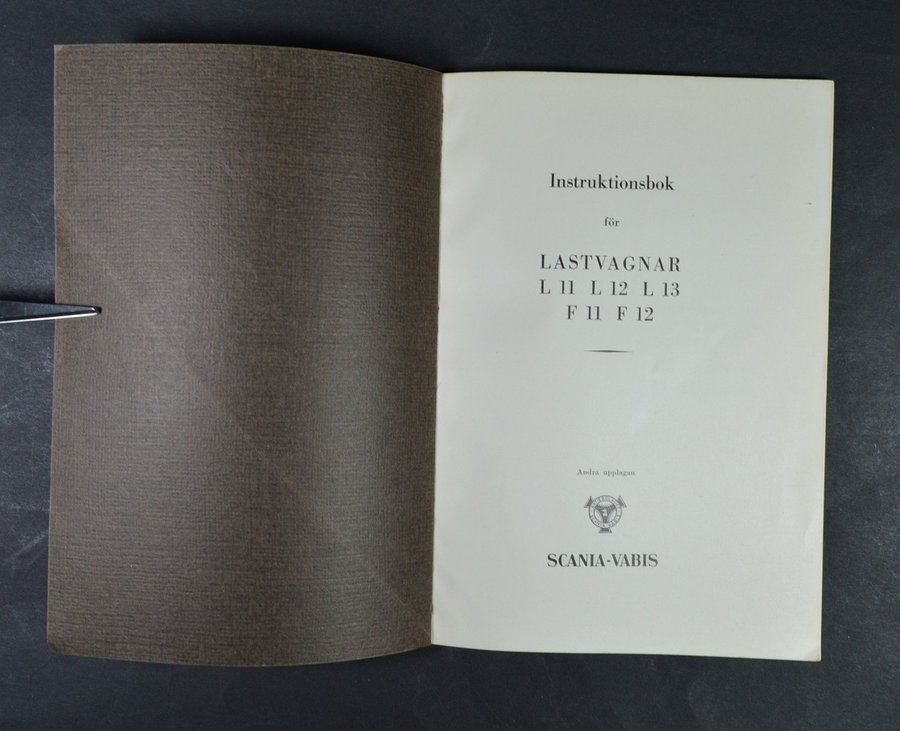 Instruktionsbok
för
LASTVAGNAR
L 11 L 12 L 13
F 11 F 12
Andra upplagan
SCANIA-VABIS